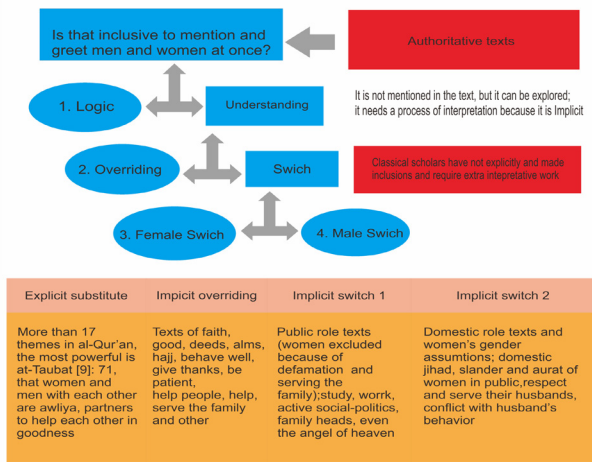 Is that inclusive to mention and
greet men and women at once?
Authoritative texts
1. Logic
Understanding
It is not mentioned in the text, but it can be explored;
it needs a process of interpretation because it is Implicit
2. Overriding
Swich
Classical scholars have not explicitly and made
inclusions and require extra intepretative work
3. Female Swich
4. Male Swich
Explicit substitute
Impicit overriding
Implicit switch 1
Implicit switch 2
More than 17
themes in al-Qur'an,
the most powerful is
at-Taubat [9]: 71,
that women and
men with each other
are awliya, partners
to help each other in
goodness
Texts of faith,
good, deeds, alms,
hajj, behave well,
give thanks, be
patient,
help people, help,
serve the family
and other
Public role texts
(women excluded
because of
defamation and
serving the
family);study, worrk,
active social-politics,
family heads, even
the angel of heaven
Domestic role texts and
women's gender
assumtions; domestic
jihad, slander and aurat of
women in public,respect
and serve their husbands,
conflict with husband's
behavior